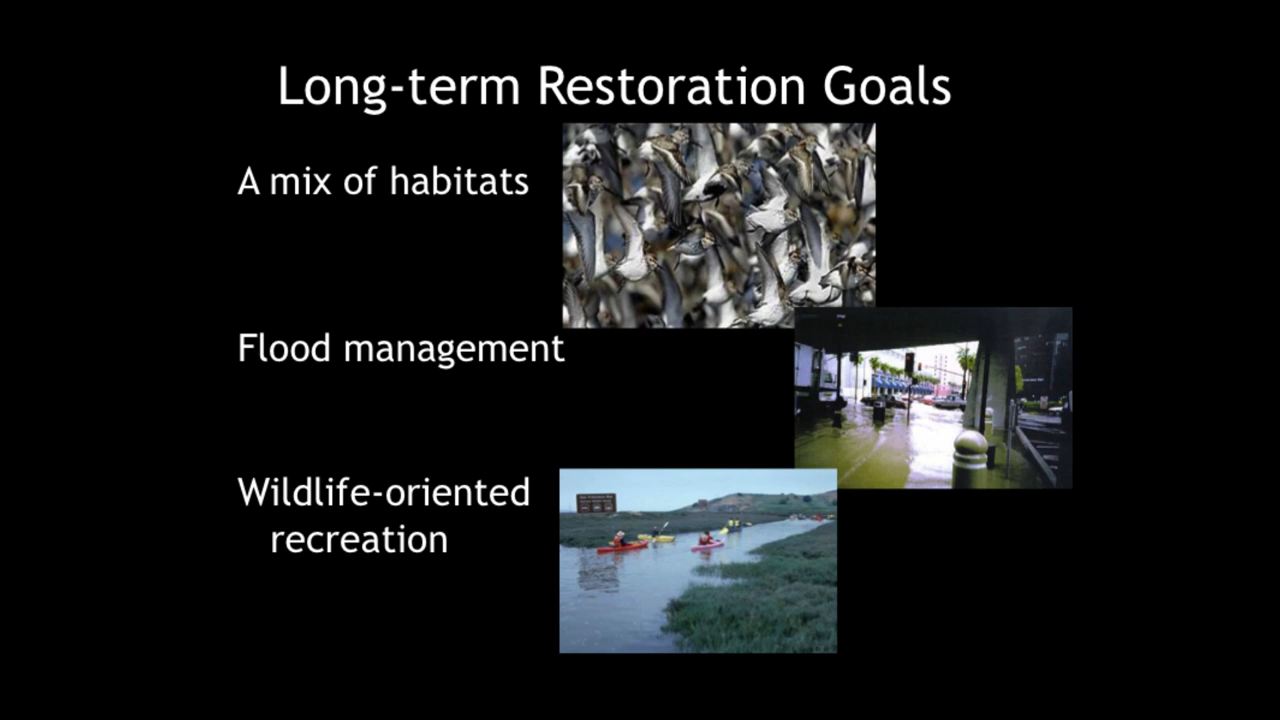 Long-term Restoration Goals
A mix of habitats
Flood management
Wildlife-oriented
recreation